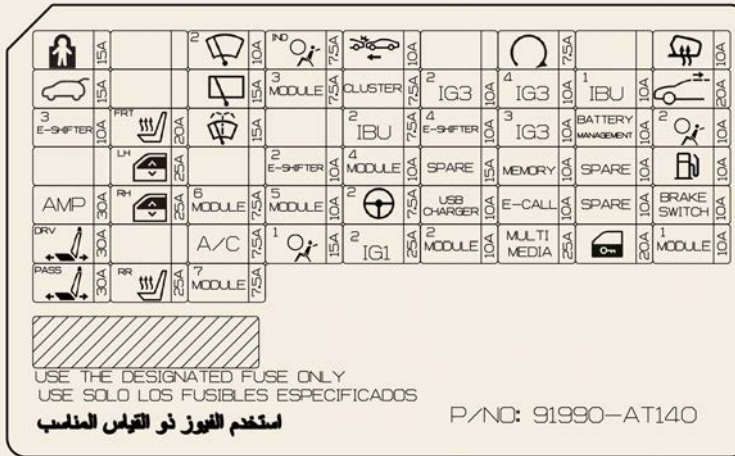 15A 2 10A IND 7.5A 10A 7.5A 10A
15A 15A 3 MODULE 7.5A CLUSTER 7.5A 2 IG3 10A 4 IG3 10A 1 IBU 10A 20A
3 E-SHIFTER 10A FRT 20A 15A 2 IBU 7.5A 4 E-SHIFTER 10A 3 IG3 10A BATTERY MANAGEMENT 10A 2 10A
LH 25A 2 E-SHIFTER 10A 4 MODULE 10A SPARE 15A MEMORY 10A SPARE 10A
AMP 30A RH 25A 6 MODULE 7.5A 5 MODULE 10A 2 7.5A USB CHARGER 10A E-CALL 10A SPARE 10A BRAKE SWITCH 10A
DRV 30A A/C 7.5A 1 15A 2 IG1 25A 2 MODULE 10A MULTI MEDIA 25A 20A 1 MODULE 10A
PASS 30A RR 25A 7 MODULE 7.5A
USE THE DESIGNATED FUSE ONLY
USE SOLO LOS FUSIBLES ESPECIFICADOS
استخدم الفيوز ذو القياس المناسب
P/NO: 91990-AT140